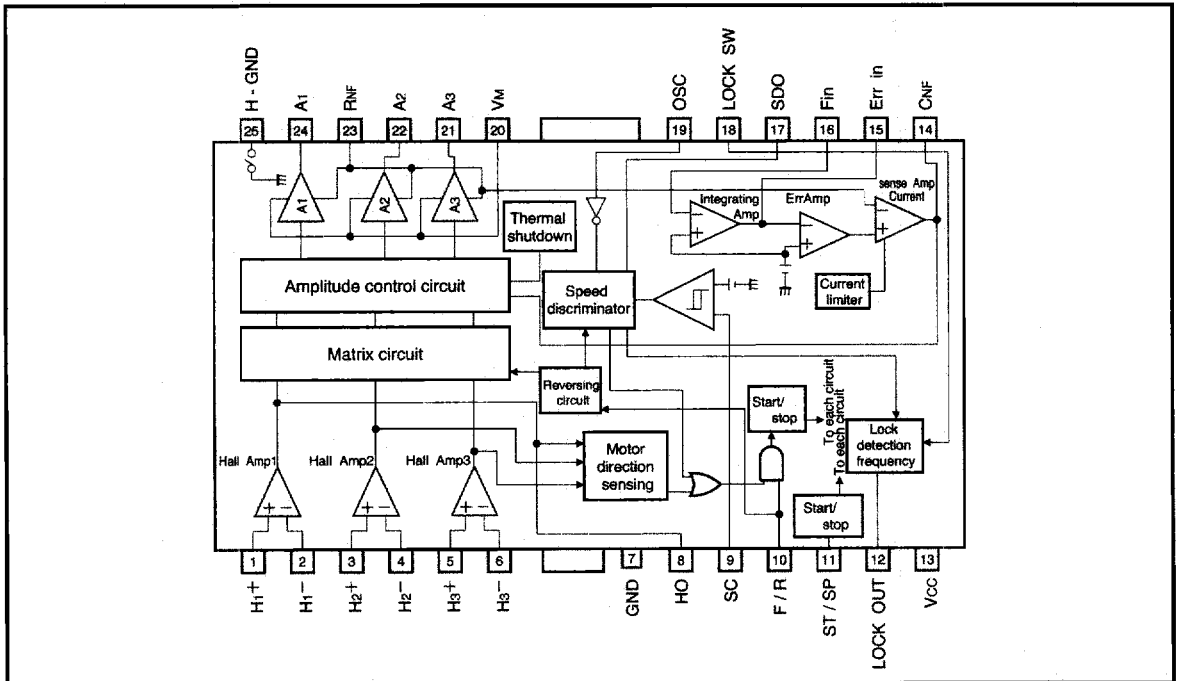 H - GND
A1
RNF
A2
A3
VM
OSC
LOCK SW
SDO
Fin
Err in
CNF
25
24
23
22
21
20
19
18
17
16
15
14
A1
A2
A3
Thermal
shutdown
Integrating
Amp
ErrAmp
sense Amp
Current
Amplitude control circuit
Speed
discriminator
Current
limiter
Matrix circuit
Reversing
circuit
Start/
stop
To each circuit
To each circuit
Lock
detection
frequency
Motor
direction
sensing
Hall Amp1
Hall Amp2
Hall Amp3
Start/
stop
+ −
+ −
+ −
− +
− +
− +
1
2
3
4
5
6
7
8
9
10
11
12
13
H1+
H1−
H2+
H2−
H3+
H3−
GND
HO
SC
F / R
ST / SP
LOCK OUT
VCC